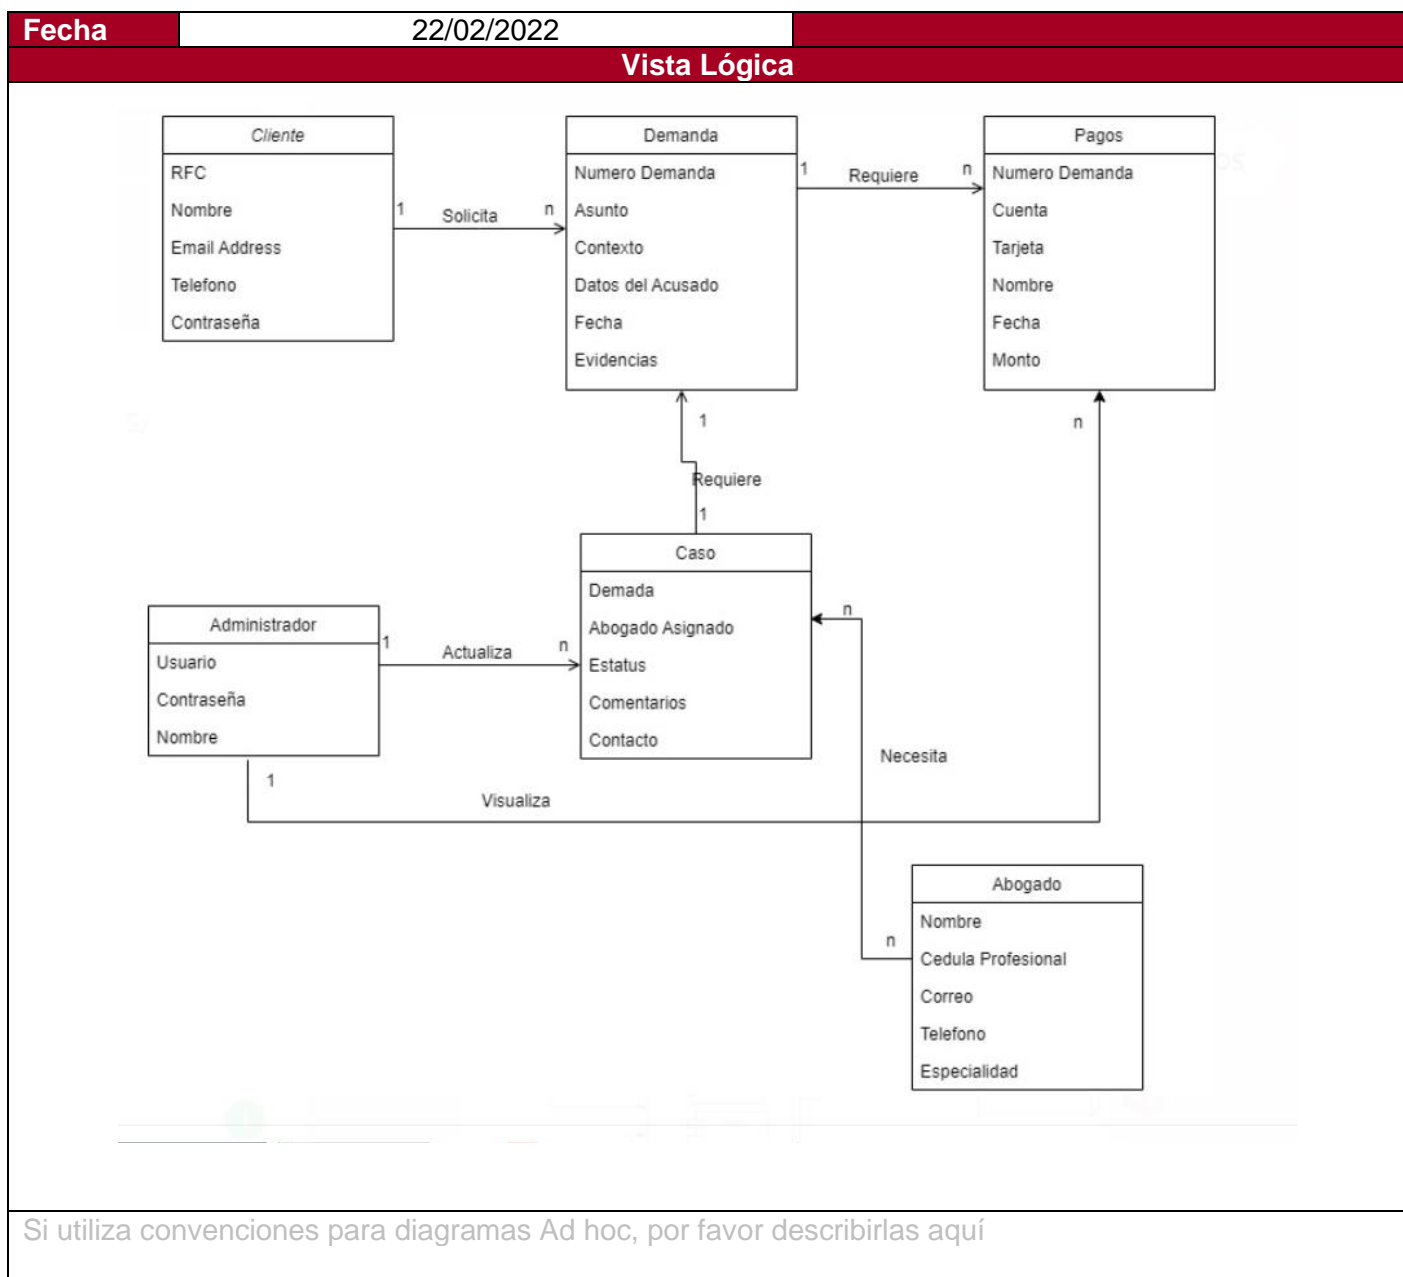 Fecha
22/02/2022
Vista Lógica
Cliente
RFC
Nombre
Email Address
Telefono
Contraseña
1
Solicita
n
Demanda
Numero Demanda
Asunto
Contexto
Datos del Acusado
Fecha
Evidencias
1
Requiere
n
Pagos
Numero Demanda
Cuenta
Tarjeta
Nombre
Fecha
Monto
1
Requiere
1
n
Caso
Demada
Abogado Asignado
Estatus
Comentarios
Contacto
Administrador
Usuario
Contraseña
Nombre
1
Actualiza
n
n
Necesita
1
Visualiza
Abogado
Nombre
Cedula Profesional
Correo
Telefono
Especialidad
n
Si utiliza convenciones para diagramas Ad hoc, por favor describirlas aquí